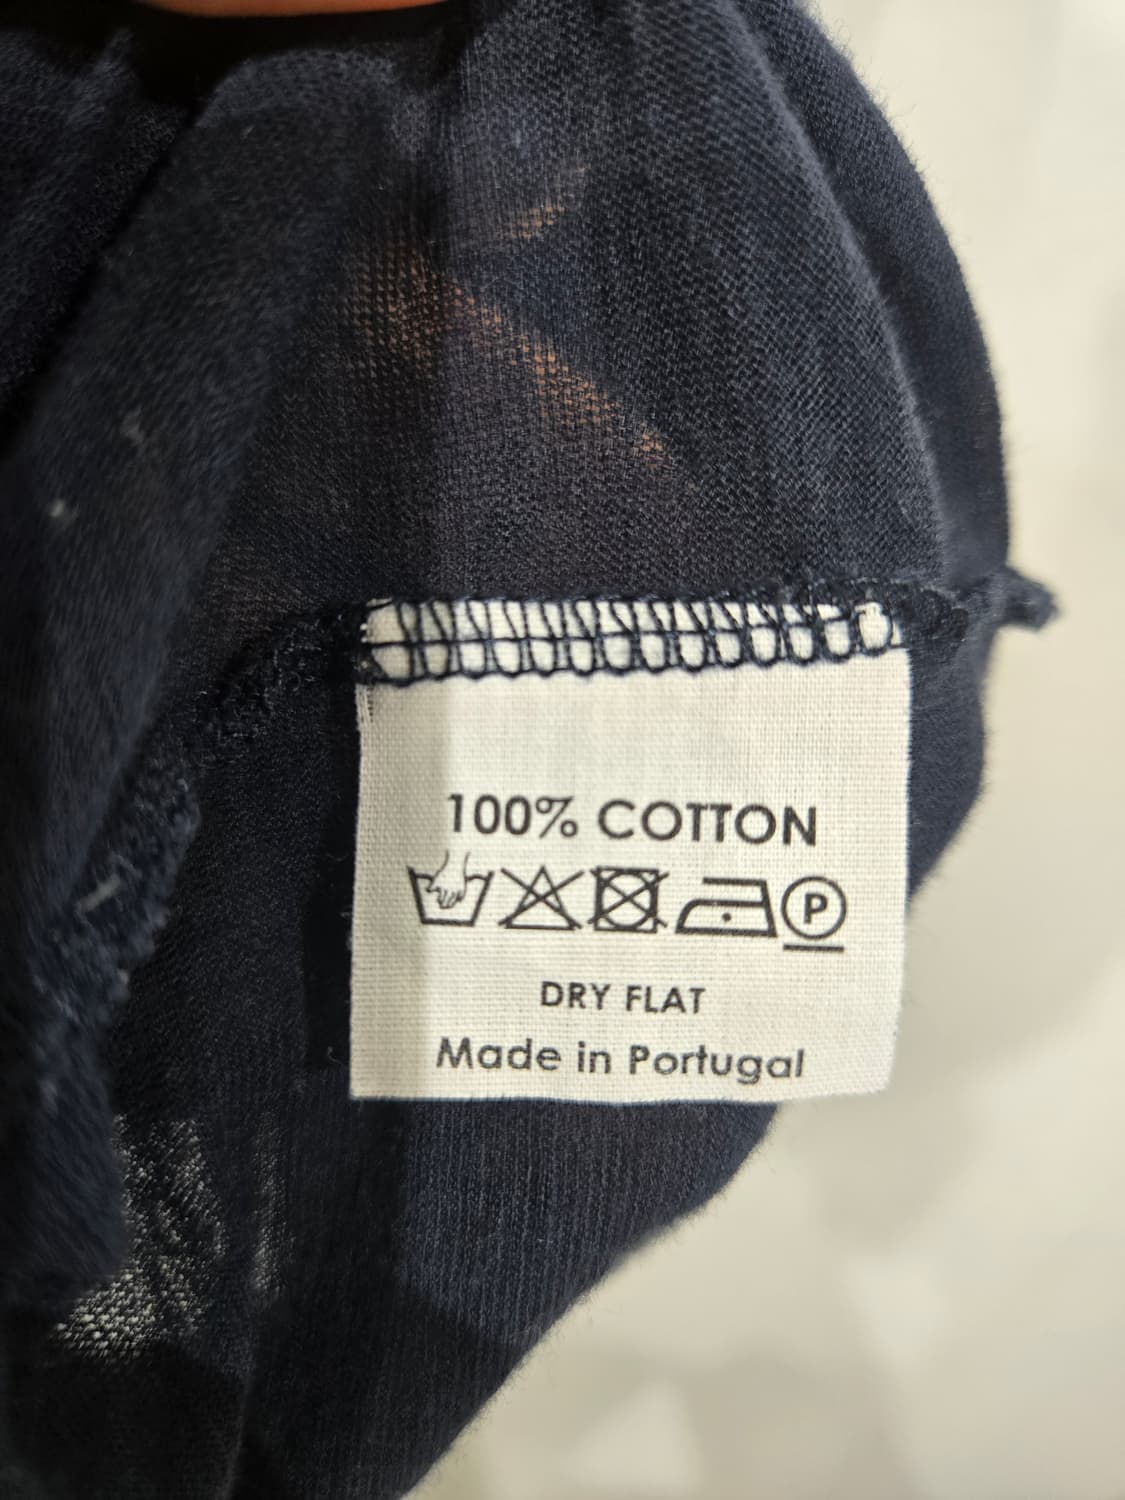 100% COTTON
P
DRY FLAT
Made in Portugal